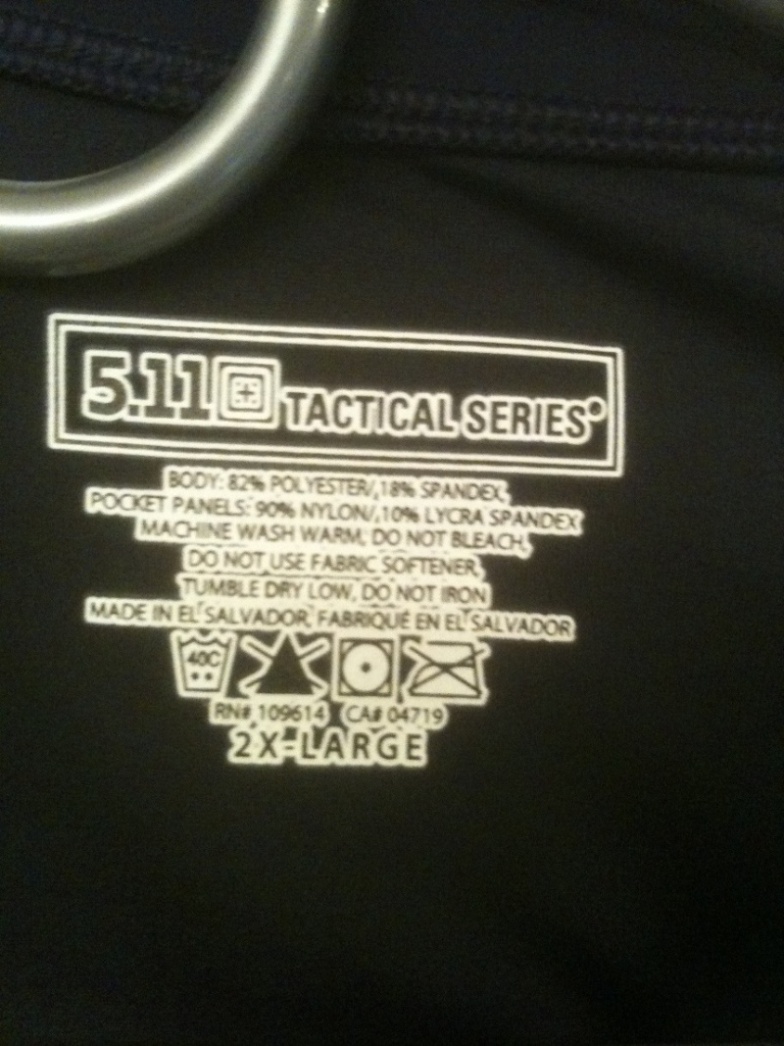 5.11 TACTICAL SERIES®
BODY: 82% POLYESTER/,18% SPANDEX,
POCKET PANELS: 90% NYLON/,10% LYCRA SPANDEX
MACHINE WASH WARM, DO NOT BLEACH,
DO NOT USE FABRIC SOFTENER,
TUMBLE DRY LOW, DO NOT IRON
MADE IN EL SALVADOR, FABRIQUÉ EN EL SALVADOR
40C
RN# 109614 CA# 04719
2X-LARGE